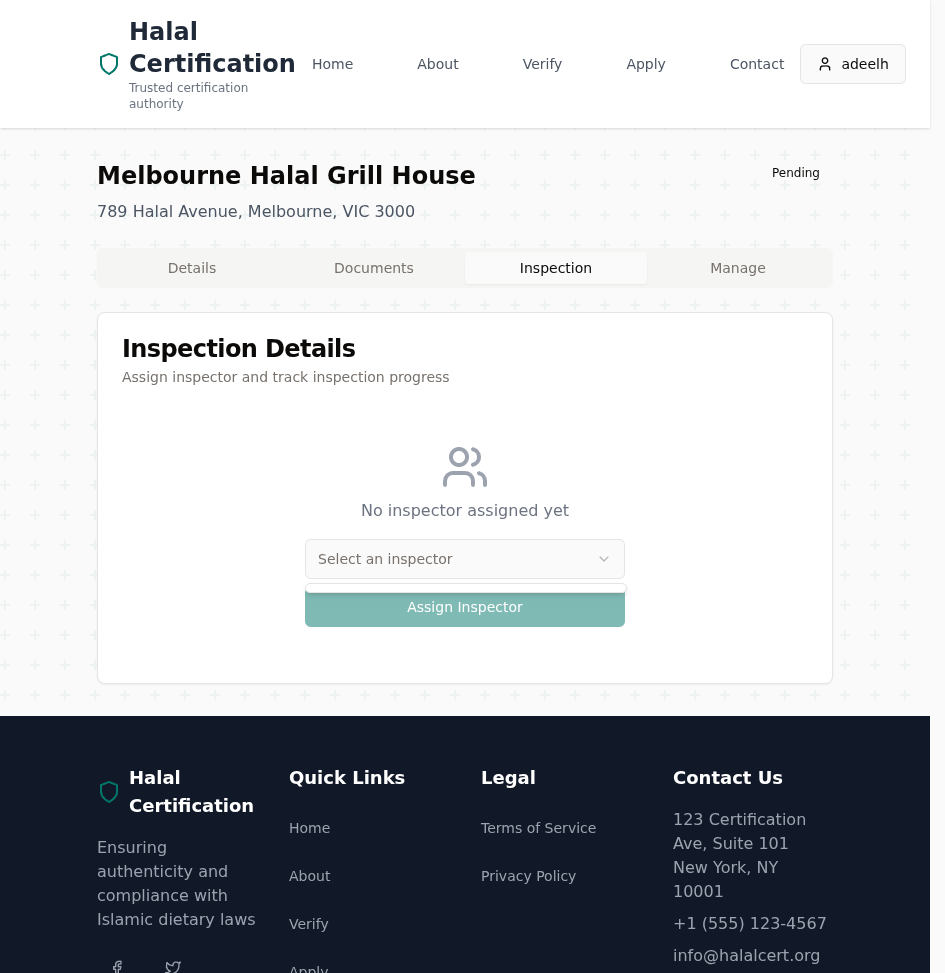 Halal
Certification
Trusted certification
authority
Home
About
Verify
Apply
Contact
adeelh
Melbourne Halal Grill House
Pending
789 Halal Avenue, Melbourne, VIC 3000
Details
Documents
Inspection
Manage
Inspection Details
Assign inspector and track inspection progress
No inspector assigned yet
Select an inspector
Assign Inspector
Halal
Certification
Ensuring
authenticity and
compliance with
Islamic dietary laws
Quick Links
Home
About
Verify
Apply
Legal
Terms of Service
Privacy Policy
Contact Us
123 Certification
Ave, Suite 101
New York, NY
10001
+1 (555) 123-4567
info@halalcert.org